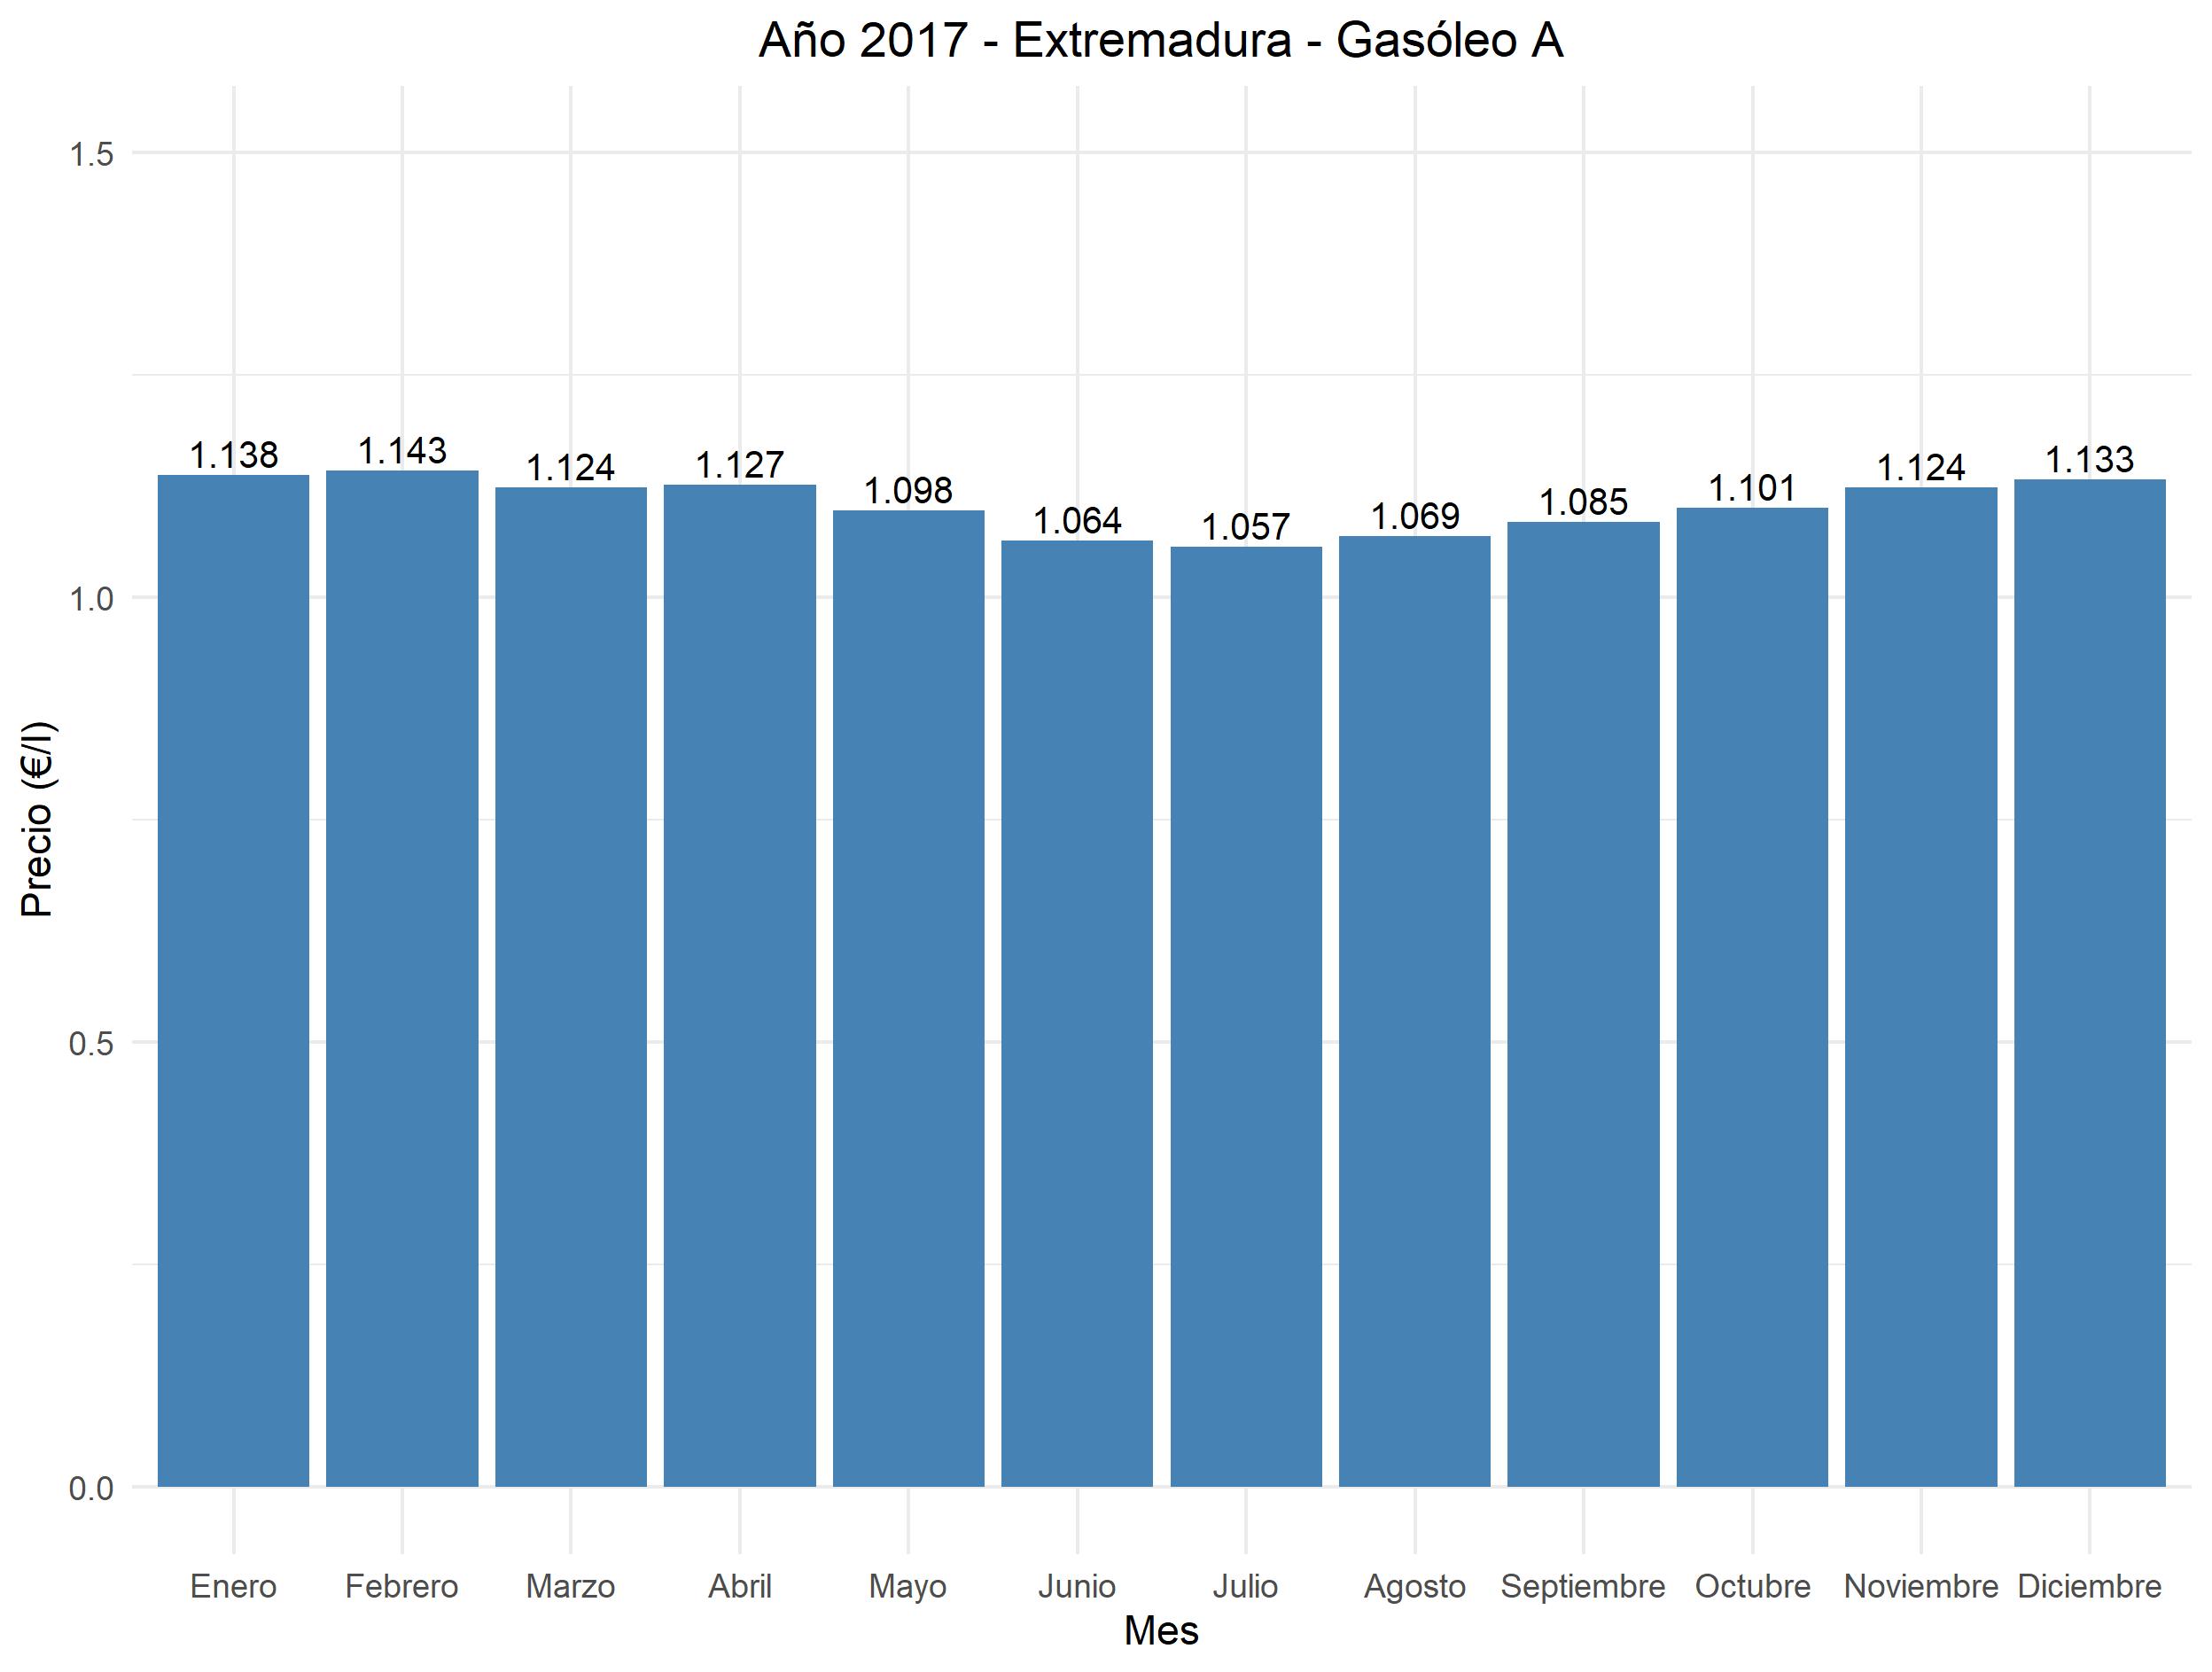 Año 2017 - Extremadura - Gasóleo A
Precio (€/l)
1.5
1.0
0.5
0.0
1.138
1.143
1.124
1.127
1.098
1.064
1.057
1.069
1.085
1.101
1.124
1.133
Enero
Febrero
Marzo
Abril
Mayo
Junio
Julio
Agosto
Septiembre
Octubre
Noviembre
Diciembre
Mes